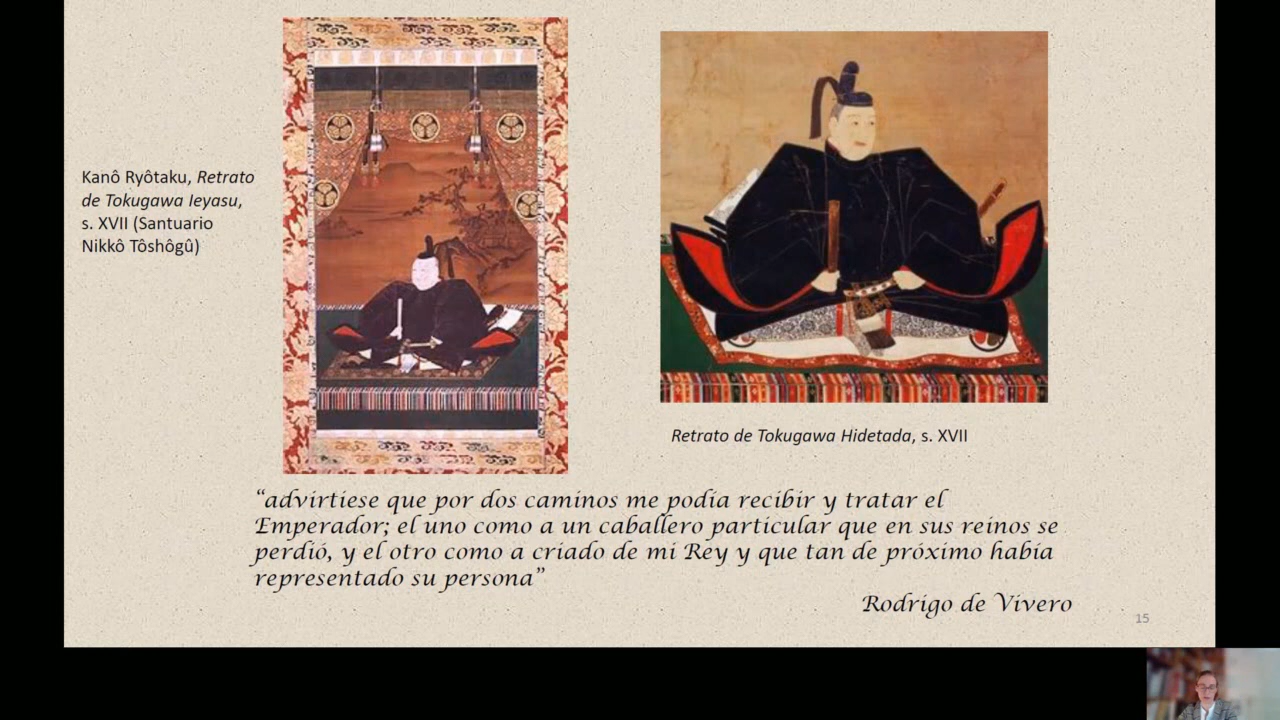 Kanô Ryôtaku, Retrato
de Tokugawa Ieyasu,
s. XVII (Santuario
Nikkô Tôshôgû)
Retrato de Tokugawa Hidetada, s. XVII
“advirtiese que por dos caminos me podía recibir y tratar el
Emperador; el uno como a un caballero particular que en sus reinos se
perdió, y el otro como a criado de mi Rey y que tan de próximo había
representado su persona”
Rodrigo de Vivero
15